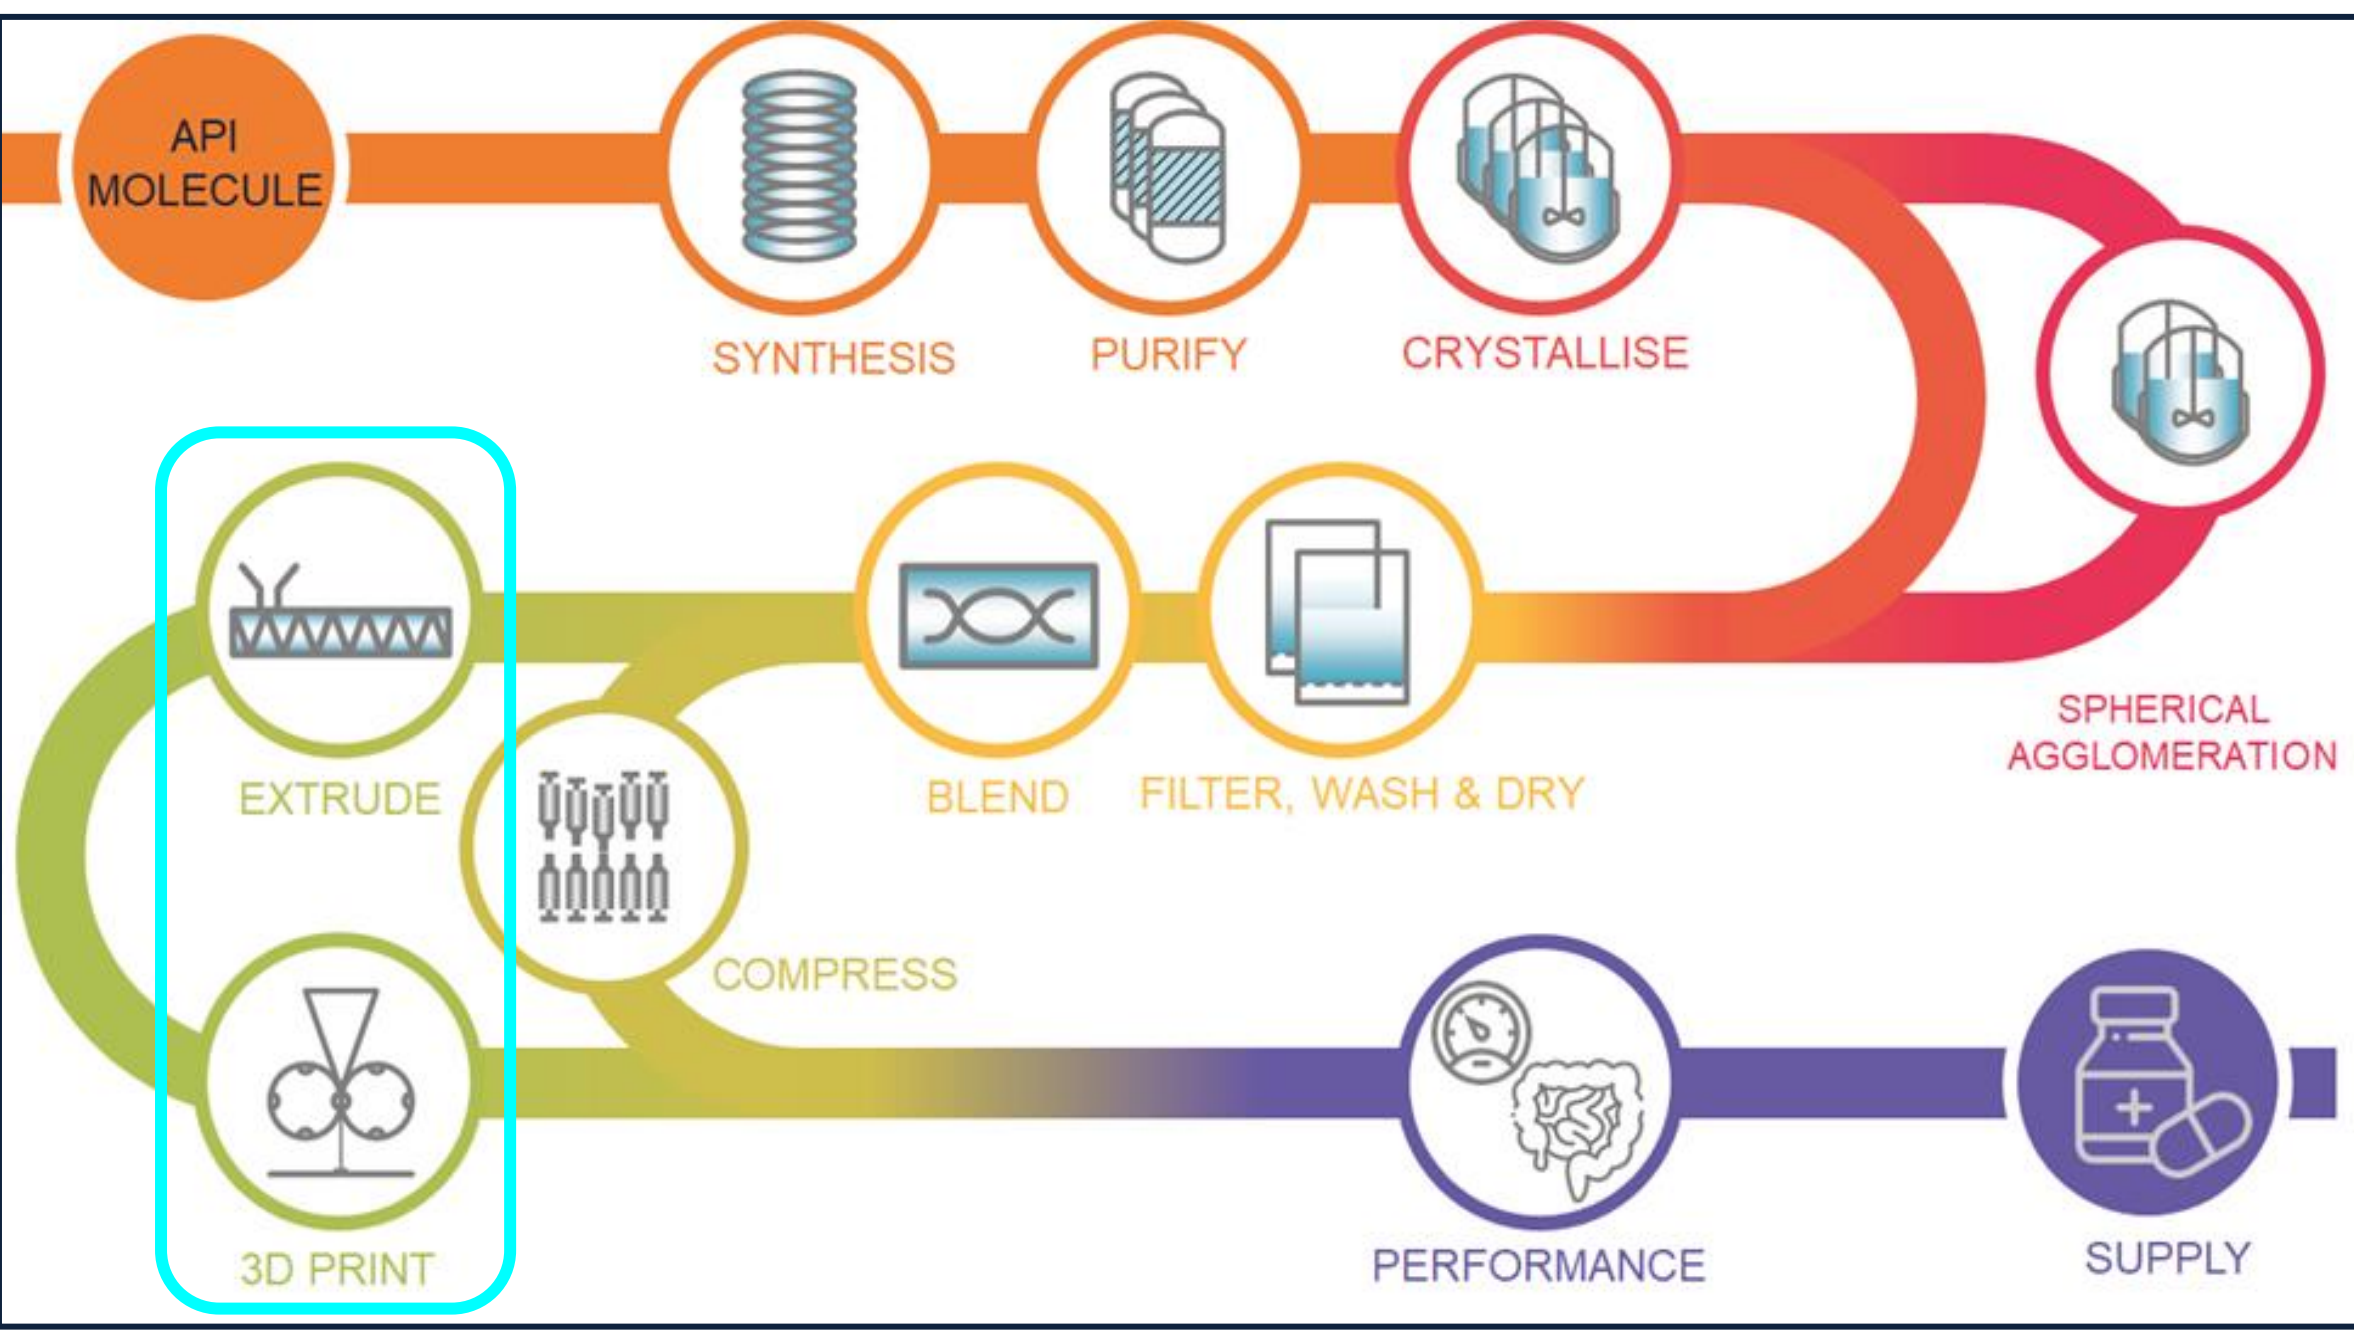 API
MOLECULE
SYNTHESIS
PURIFY
CRYSTALLISE
SPHERICAL
AGGLOMERATION
FILTER, WASH & DRY
BLEND
EXTRUDE
COMPRESS
3D PRINT
PERFORMANCE
SUPPLY